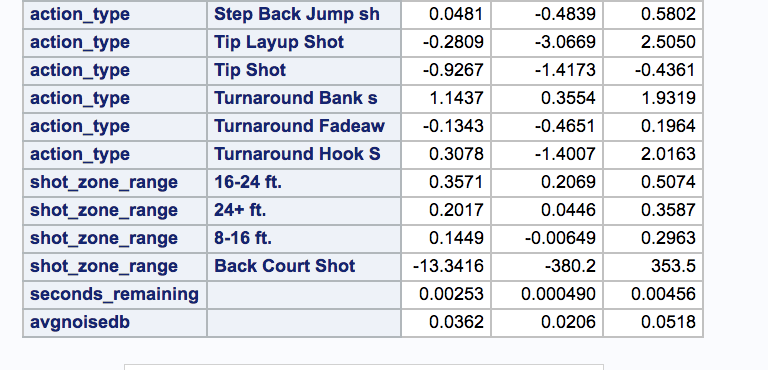 action_type Step Back Jump sh 0.0481 -0.4839 0.5802
action_type Tip Layup Shot -0.2809 -3.0669 2.5050
action_type Tip Shot -0.9267 -1.4173 -0.4361
action_type Turnaround Bank s 1.1437 0.3554 1.9319
action_type Turnaround Fadeaw -0.1343 -0.4651 0.1964
action_type Turnaround Hook S 0.3078 -1.4007 2.0163
shot_zone_range 16-24 ft. 0.3571 0.2069 0.5074
shot_zone_range 24+ ft. 0.2017 0.0446 0.3587
shot_zone_range 8-16 ft. 0.1449 -0.00649 0.2963
shot_zone_range Back Court Shot -13.3416 -380.2 353.5
seconds_remaining 0.00253 0.000490 0.00456
avgnoisedb 0.0362 0.0206 0.0518